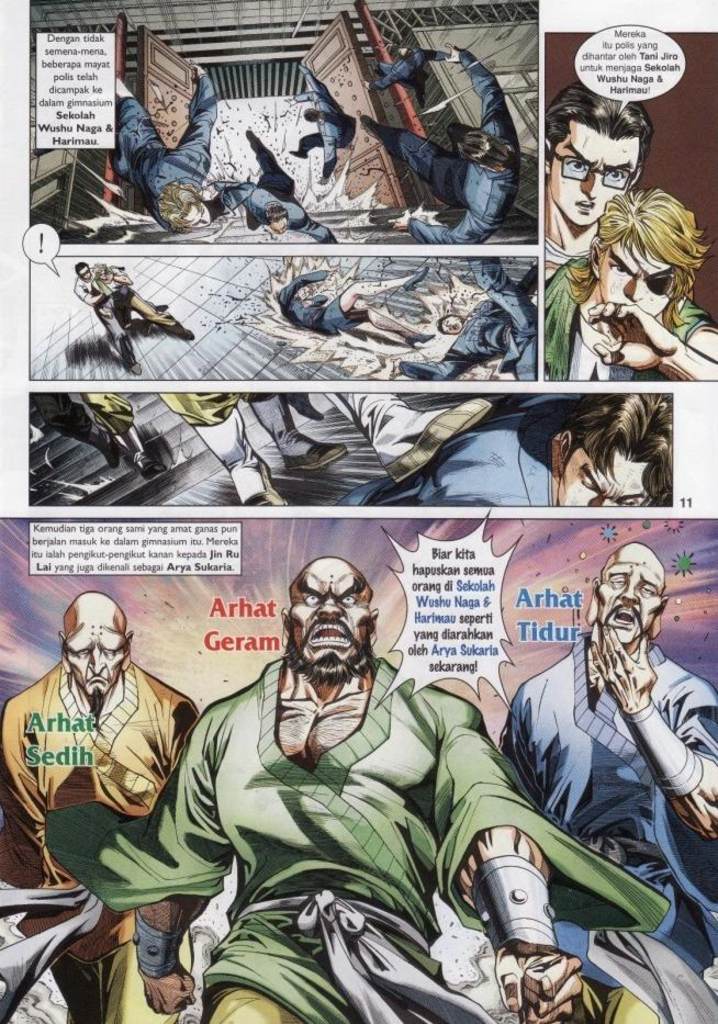 Dengan tidak
semena-mena,
beberapa mayat
polis telah
dicampak ke
dalam gimnasium
Sekolah
Wushu Naga &
Harimau.
Mereka
itu polis yang
dihantar oleh Tani Jiro
untuk menjaga Sekolah
Wushu Naga &
Harimau!
!
11
Kemudian tiga orang sami yang amat ganas pun
berjalan masuk ke dalam gimnasium itu. Mereka
itu ialah pengikut-pengikut kanan kepada Jin Ru
Lai yang juga dikenali sebagai Arya Sukaria.
Arhat
Sedih
Arhat
Geram
Biar kita
hapuskan semua
orang di Sekolah
Wushu Naga &
Harimau seperti
yang diarahkan
oleh Arya Sukaria
sekarang!
Arhat
Tidur